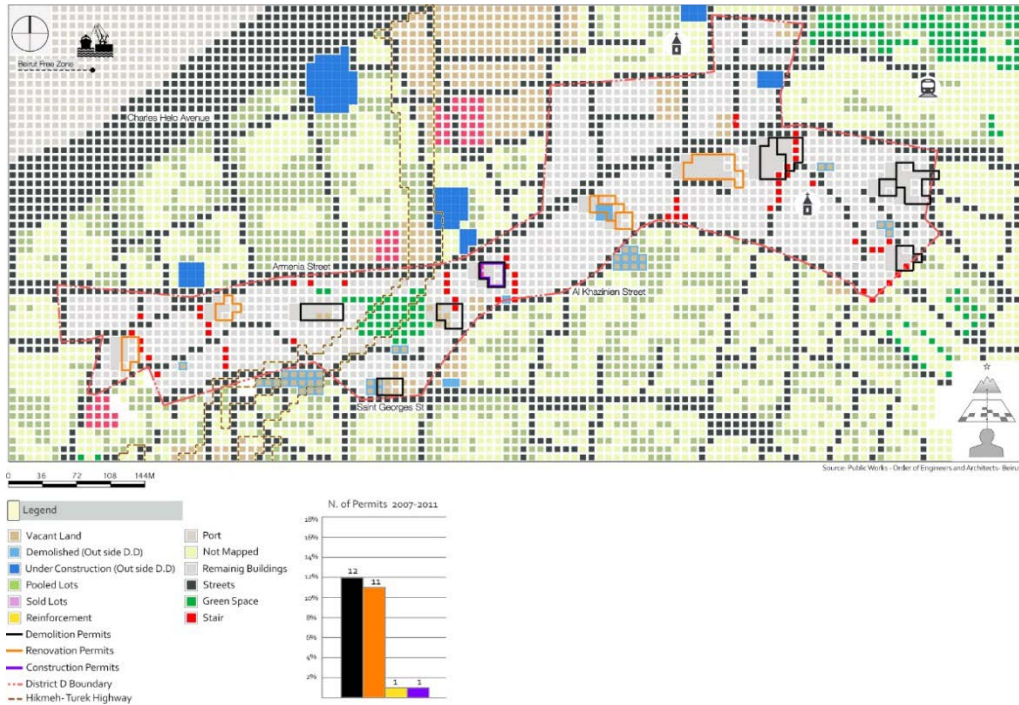 Beirut Free Zone
Charles Helo Avenue
Armenia Street
Al Khazinien Street
Saint Georges St
Source: Public Works - Order of Engineers and Architects- Beirut
0 36 72 108 144M
Legend
Vacant Land
Demolished (Out side D.D)
Under Construction (Out side D.D)
Pooled Lots
Sold Lots
Reinforcement
Demolition Permits
Renovation Permits
Construction Permits
District D Boundary
Hikmeh- Turek Highway
Port
Not Mapped
Remainig Buildings
Streets
Green Space
Stair
N. of Permits 2007-2011
18%
16%
14%
12%
10%
8%
6%
4%
2%
12
11
1
1